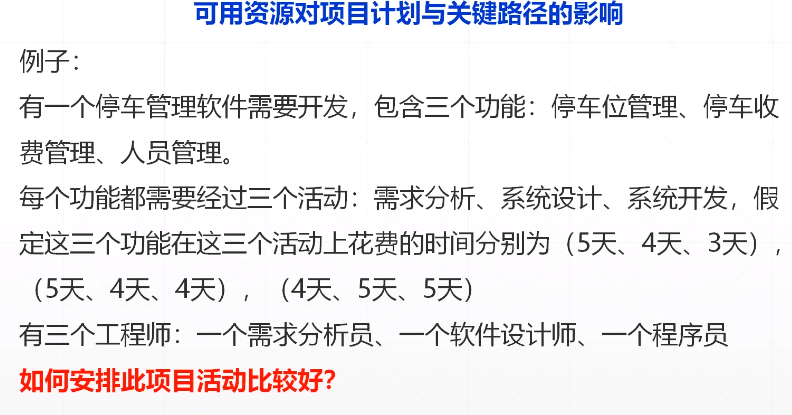 可用资源对项目计划与关键路径的影响
例子：
有一个停车管理软件需要开发，包含三个功能：停车位管理、停车收
费管理、人员管理。
每个功能都需要经过三个活动：需求分析、系统设计、系统开发，假
定这三个功能在这三个活动上花费的时间分别为（5天、4天、3天），
（5天、4天、4天），（4天、5天、5天）
有三个工程师：一个需求分析员、一个软件设计师、一个程序员
如何安排此项目活动比较好？